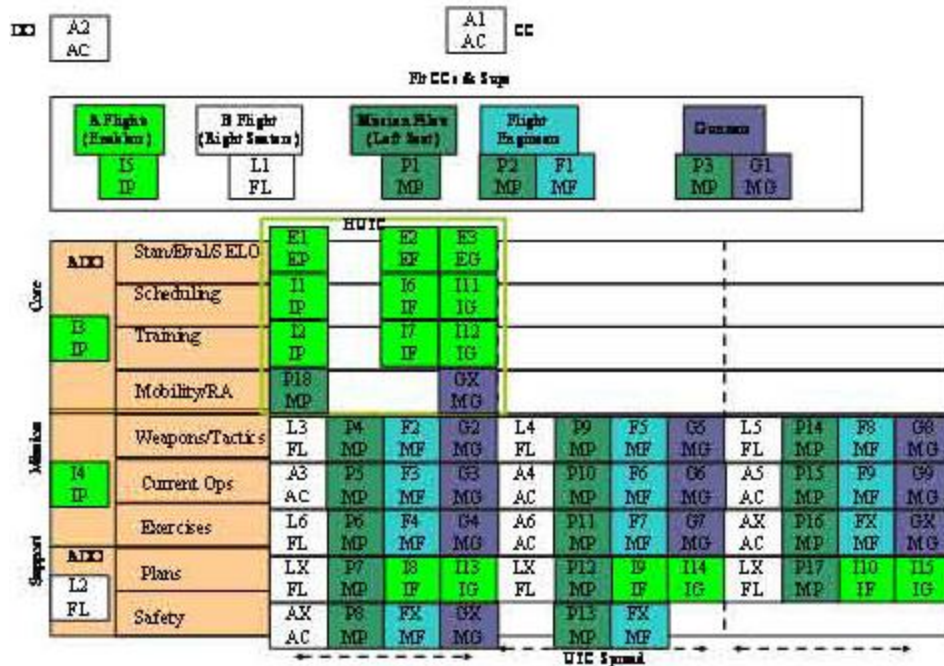 A2
AC
A1
AC
CC
Flt CCs & Sups
A Flight
(Enablers)
B Flight
(Right Seaters)
Mission Pilots
(Left Seat)
Flight
Engineers
Gunners
I5
IP
L1
FL
P1
MP
P2
MP
F1
MF
P3
MP
G1
MG
HUTC
Core
Mission
Support
ADO
I3
IP
I4
IP
ADO
L2
FL
Stan/Eval/SELO
E1 E2 E3
EP EF EG
Scheduling
I1 I6 I11
IP IF IG
Training
I2 I7 I12
IP IF IG
Mobility/RA
P18 GX
MP MG
Weapons/Tactics
L3 P4 F2 G2 L4 P9 F5 G5 L5 P14 F8 G8
FL MP MF MG FL MP MF MG FL MP MF MG
Current Ops
A3 P5 F3 G3 A4 P10 F6 G6 A5 P15 F9 G9
AC MP MF MG AC MP MF MG AC MP MF MG
Exercises
L6 P6 F4 G4 A6 P11 F7 G7 AX P16 FX GX
FL MP MF MG AC MP MF MG AC MP MF MG
Plans
LX P7 I8 I13 LX P12 I9 I14 LX P17 I10 I15
FL MP IF IG FL MP IF IG FL MP IF IG
Safety
AX P8 FX GX P13 FX
AC MP MF MG MP MF
UTC Spread